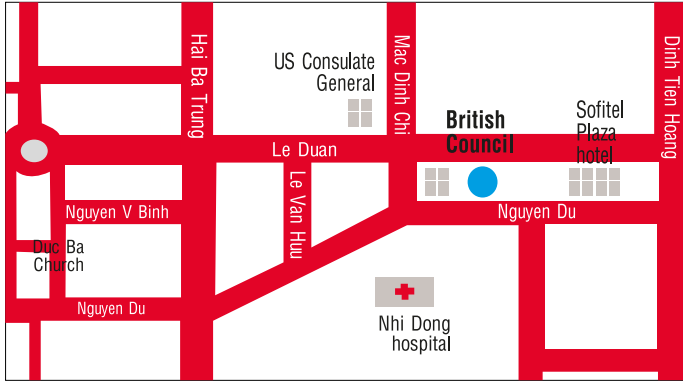 Hai Ba Trung
US Consulate
General
Mac Dinh Chi
Dinh Tien Hoang
British
Council
Sofitel
Plaza
hotel
Le Duan
Le Van Huu
Nguyen V Binh
Nguyen Du
Duc Ba
Church
Nguyen Du
Nhi Dong
hospital